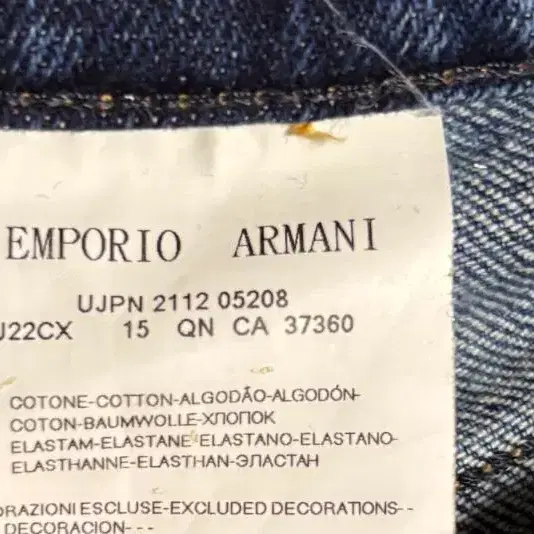 EMPORIO ARMANI
UJPN 2112 05208
J22CX 15 QN CA 37360
COTONE-COTTON-ALGODÃO-ALGODÓN-
COTON-BAUMWOLLE-ХЛОПОК
ELASTAM-ELASTANE-ELASTANO-ELASTANO-
ELASTHANNE-ELASTHAN-ЭЛАСТАН
ORAZIONI ESCLUSE-EXCLUDED DECORATIONS--
DECORACION---